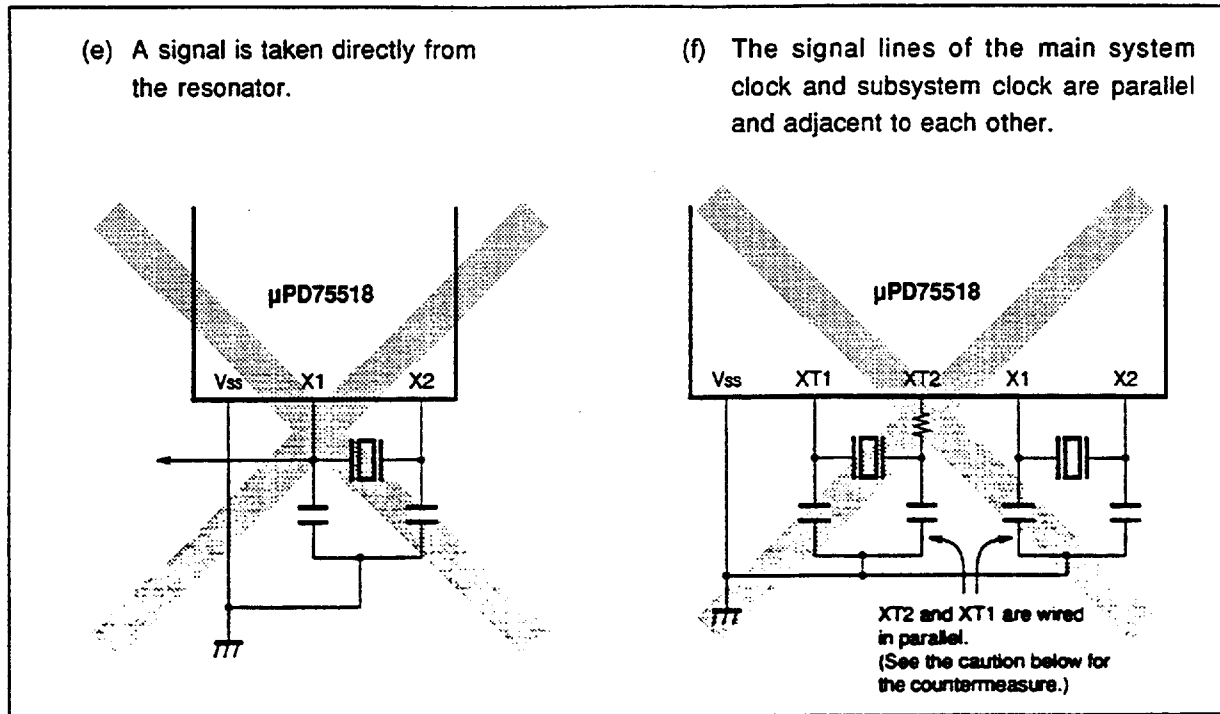 (e) A signal is taken directly from
the resonator.
(f) The signal lines of the main system
clock and subsystem clock are parallel
and adjacent to each other.
µPD75518
Vss X1 X2
µPD75518
Vss XT1 XT2 X1 X2
XT2 and XT1 are wired
in parallel.
(See the caution below for
the countermeasure.)